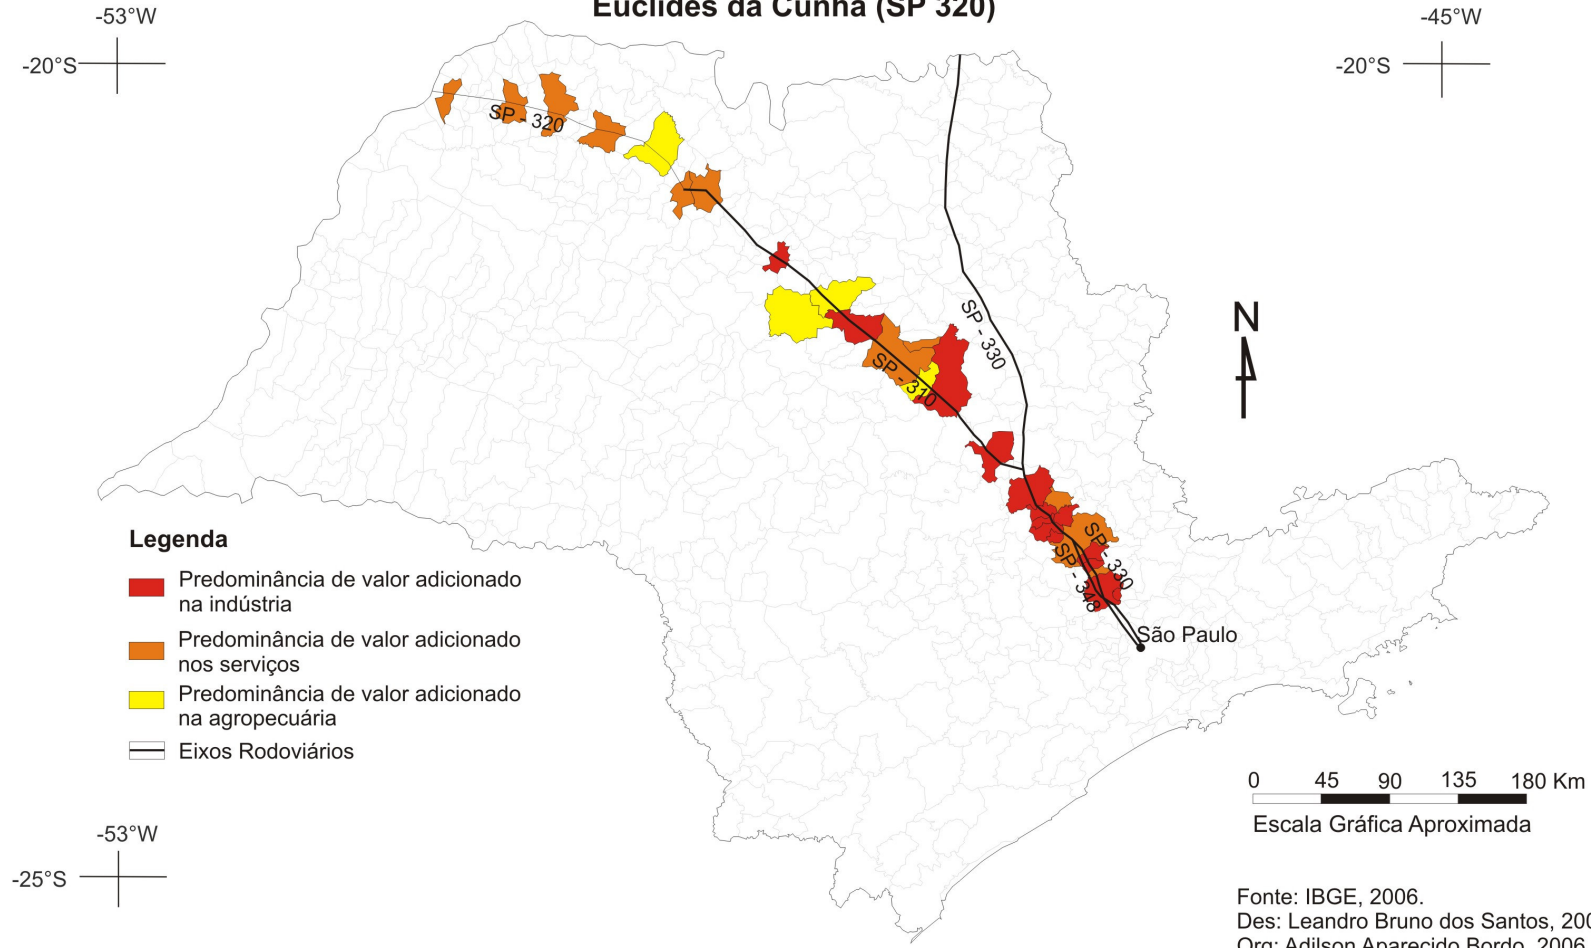 Euclides da Cunha (SP 320)
-53°W
-45°W
-20°S
-20°S
SP - 320
SP - 330
N
SP - 310
SP - 330
SP - 348
São Paulo
Legenda
Predominância de valor adicionado
na indústria
Predominância de valor adicionado
nos serviços
Predominância de valor adicionado
na agropecuária
Eixos Rodoviários
0 45 90 135 180 Km
Escala Gráfica Aproximada
-53°W
-25°S
Fonte: IBGE, 2006.
Des: Leandro Bruno dos Santos,
Org: Adilson Aparecido Bordo, 2006